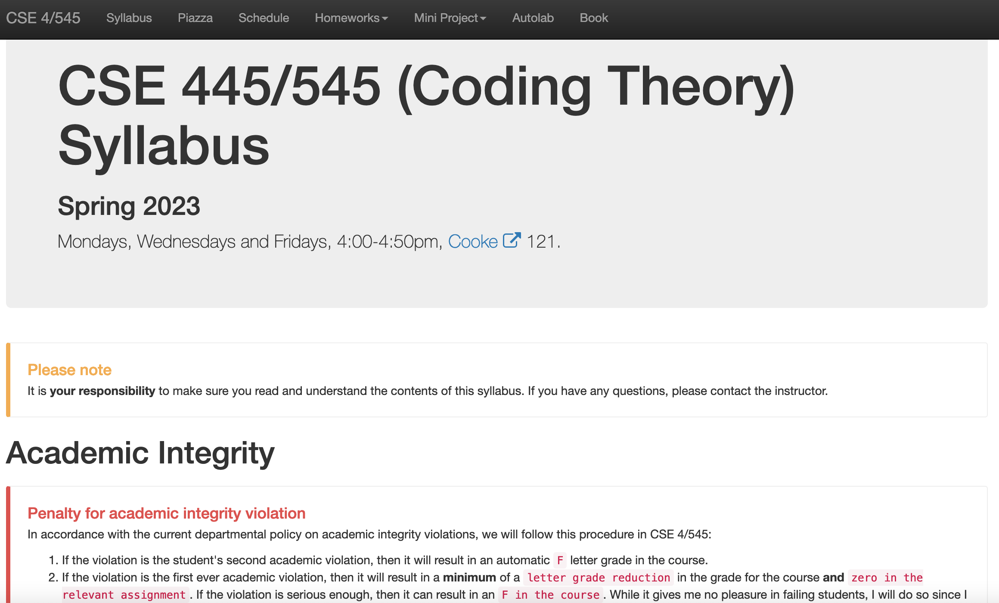 CSE 4/545 Syllabus Piazza Schedule Homeworks Mini Project Autolab Book
CSE 445/545 (Coding Theory)
Syllabus
Spring 2023
Mondays, Wednesdays and Fridays, 4:00-4:50pm, Cooke 121.
Please note
It is your responsibility to make sure you read and understand the contents of this syllabus. If you have any questions, please contact the instructor.
Academic Integrity
Penalty for academic integrity violation
In accordance with the current departmental policy on academic integrity violations, we will follow this procedure in CSE 4/545:
1. If the violation is the student's second academic violation, then it will result in an automatic F letter grade in the course.
2. If the violation is the first ever academic violation, then it will result in a minimum of a letter grade reduction in the grade for the course and zero in the
relevant assignment. If the violation is serious enough, then it can result in an F in the course. While it gives me no pleasure in failing students, I will do so since I